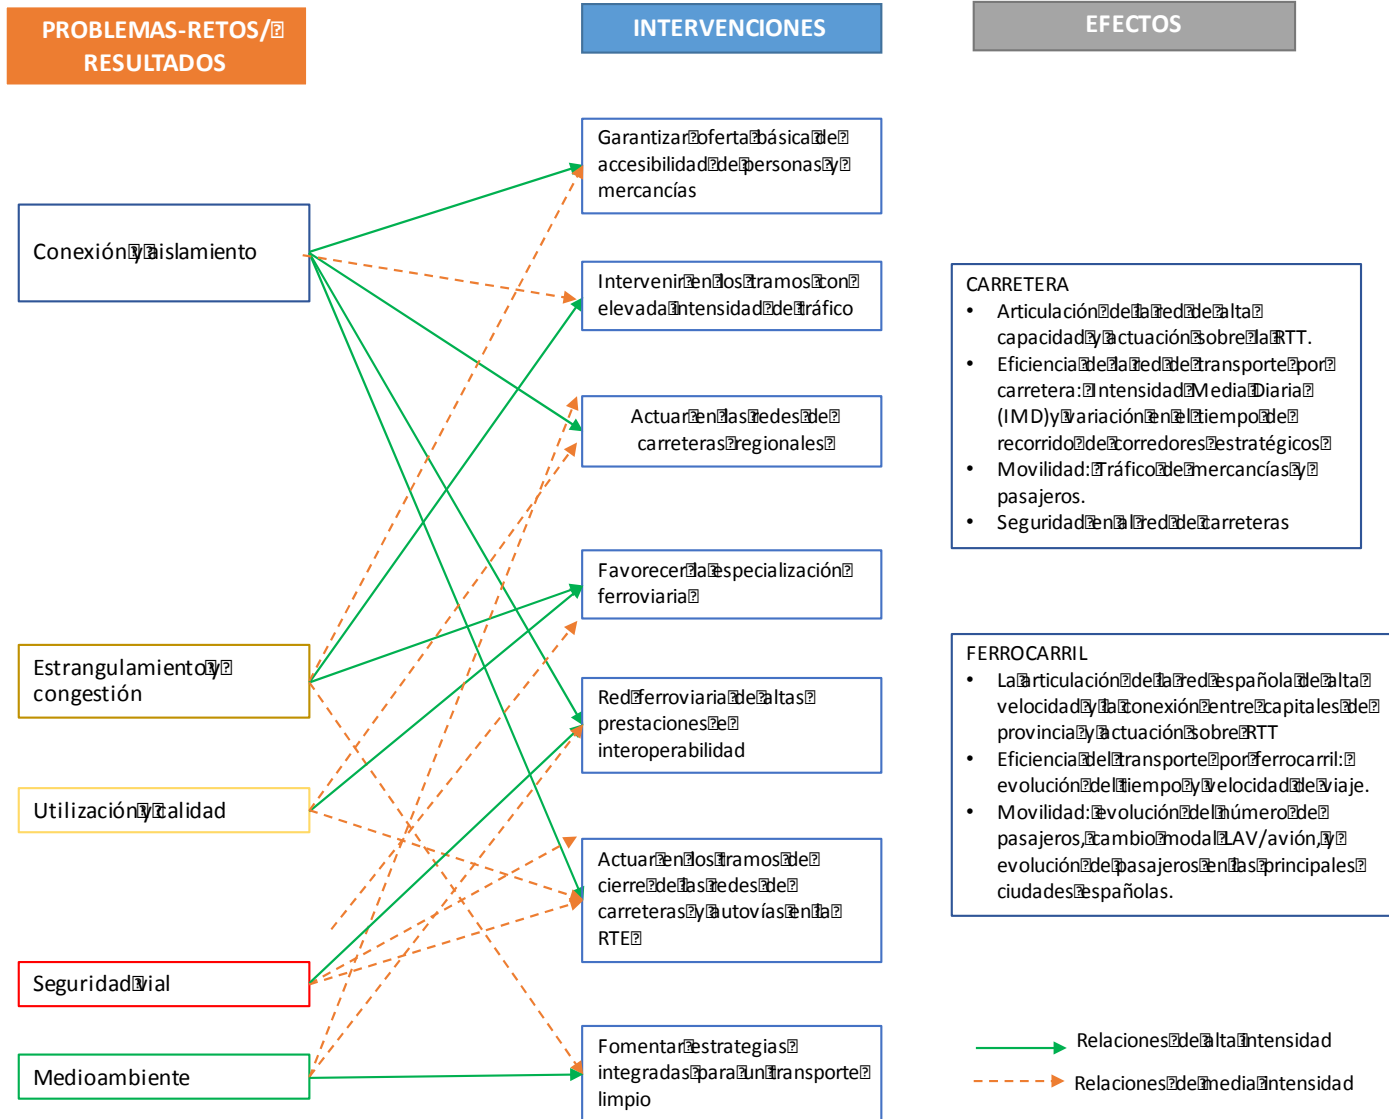 PROBLEMAS-RETOS/
RESULTADOS
INTERVENCIONES
EFECTOS
Conexión y aislamiento
Estrangulamiento y
congestión
Utilización y calidad
Seguridad vial
Medioambiente
Garantizar oferta básica de
accesibilidad de personas y
mercancías
Intervenir en los tramos con
elevada intensidad de tráfico
Actuar en las redes de
carreteras regionales
Favorecer la especialización
ferroviaria
Red ferroviaria de altas
prestaciones e
interoperabilidad
Actuar en los tramos de
cierre de las redes de
carreteras y autovías en la
RTE
Fomentar estrategias
integradas para un transporte
limpio
CARRETERA
• Articulación de la red de alta
capacidad y actuación sobre la RTT.
• Eficiencia de la red de transporte por
carretera: Intensidad Media Diaria
(IMD)y variación en el tiempo de
recorrido de corredores estratégicos
• Movilidad: Tráfico de mercancías y
pasajeros.
• Seguridad en al red de carreteras
FERROCARRIL
• La articulación de la red española de alta
velocidad y la conexión entre capitales de
provincia y actuación sobre RTT
• Eficiencia del transporte por ferrocarril:
evolución del tiempo y velocidad de viaje.
• Movilidad: evolución del número de
pasajeros, cambio modal LAV/avión, y
evolución de pasajeros en las principales
ciudades españolas.
Relaciones de alta intensidad
Relaciones de media intensidad